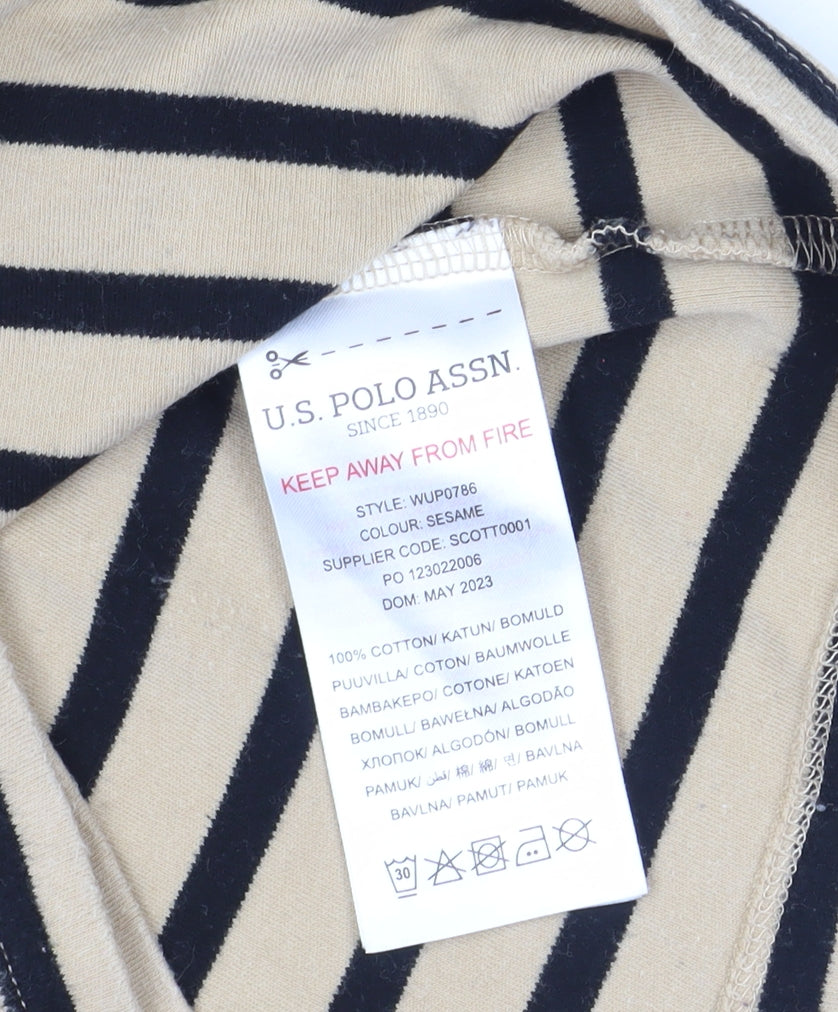 U.S. POLO ASSN.
SINCE 1890
KEEP AWAY FROM FIRE
STYLE: WUP0786
COLOUR: SESAME
SUPPLIER CODE: SCOTT0001
PO 123022006
DOM: MAY 2023
100% COTTON/ KATUN/ BOMULD
PUUVILLA/ COTON/ BAUMWOLLE
BAMBAKEPO/ COTONE/ KATOEN
BOMULL/ BAWEŁNA/ ALGODÃO
ХЛОПОК/ ALGODÓN/ BOMULL
PAMUK/ قطن/ 棉/ 綿/ 면/ BAVLNA
BAVLNA/ PAMUT/ PAMUK
30